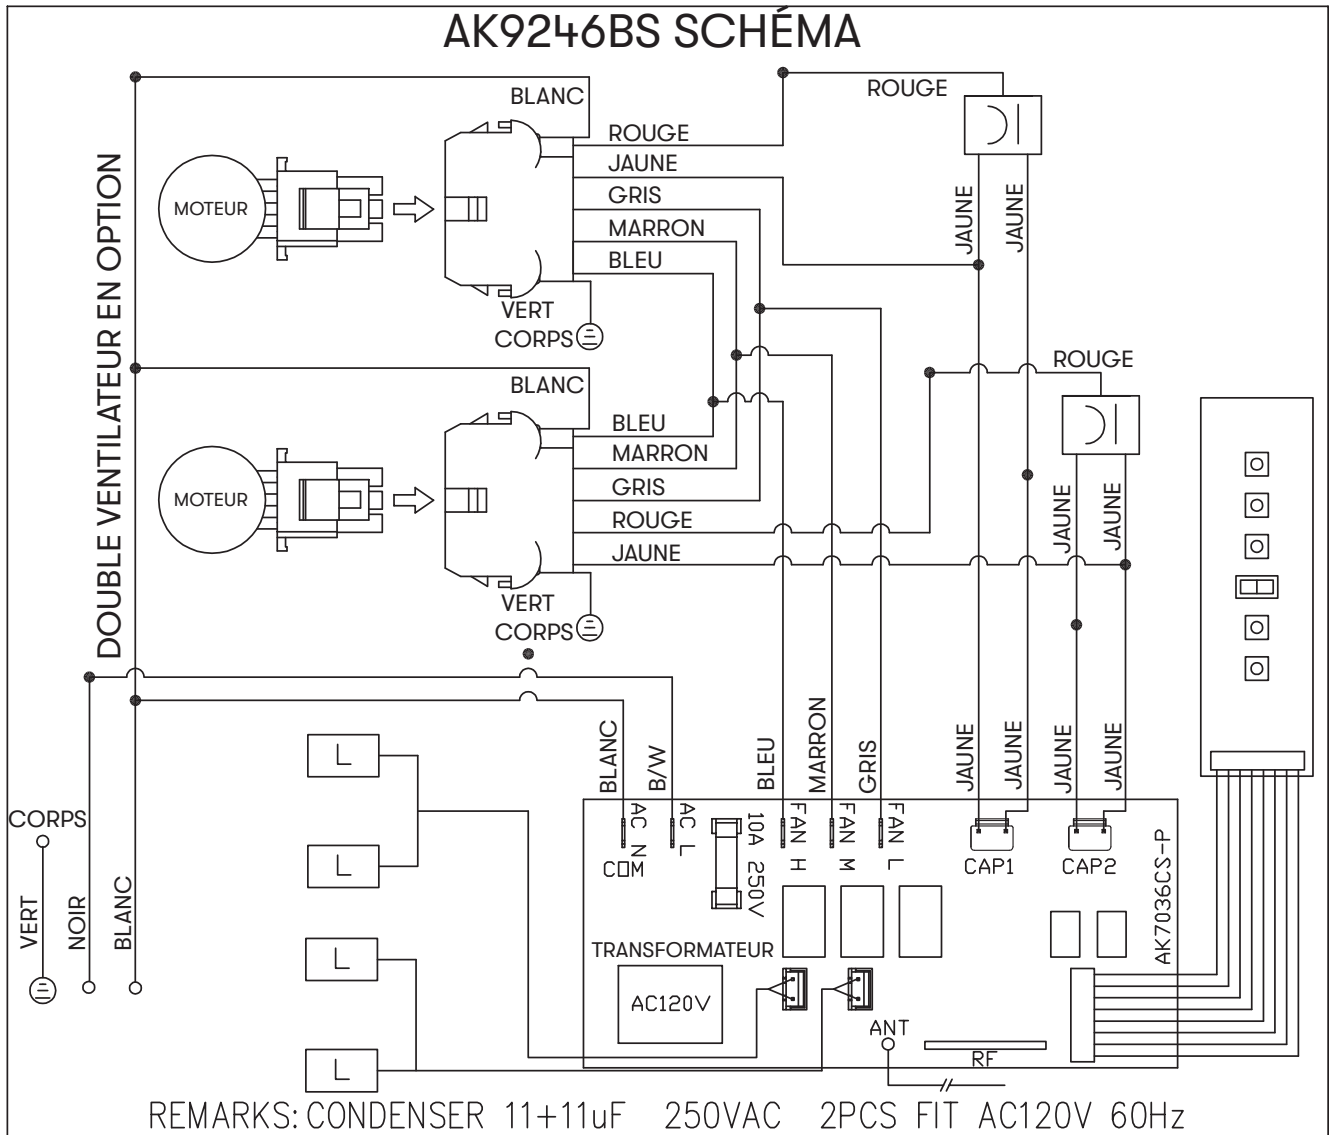 AK9246BS SCHÉMA
BLANC
ROUGE
JAUNE
GRIS
MARRON
BLEU
VERT
CORPS
MOTEUR
ROUGE
JAUNE
JAUNE
DOUBLE VENTILATEUR EN OPTION
BLANC
BLEU
MARRON
GRIS
ROUGE
JAUNE
VERT
CORPS
MOTEUR
ROUGE
JAUNE
JAUNE
BLANC
B/W
BLEU
MARRON
GRIS
JAUNE
JAUNE
JAUNE
JAUNE
L
L
L
L
CORPS
VERT
NOIR
BLANC
AC N
COM
AC L
10A 250V
FAN H
FAN M
FAN L
CAP1
CAP2
AK7036CS-P
TRANSFORMATEUR
AC120V
ANT
RF
REMARKS: CONDENSER 11+11uF 250VAC 2PCS FIT AC120V 60Hz